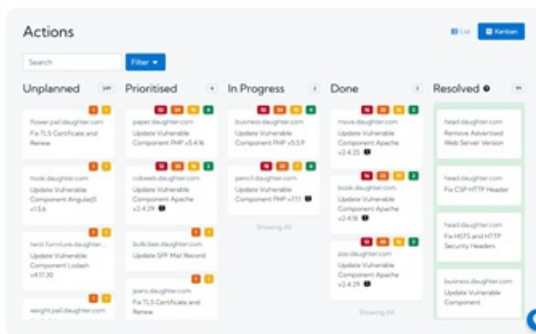 Actions
List
Kanban
Search
Filter
Unplanned
Prioritised
In Progress
Done
Resolved
flower.pail.daughter.com
Fix TLS Certificate and
Renew
hook.daughter.com
Update Vulnerable
Component AngularJS
v1.5.6
twist.furniture.daughter...
Update Vulnerable
Component Lodash
v4.17.20
weight.pail.daughter.com
paper.daughter.com
Update Vulnerable
Component PHP v5.4.16
cobweb.daughter.com
Update Vulnerable
Component Apache
v2.4.29
bulb.bee.daughter.com
Update SPF Mail Record
jeans.daughter.com
Fix TLS Certificate and
Renew
business.daughter.com
Update Vulnerable
Component PHP v5.5.9
pencil.daughter.com
Update Vulnerable
Component PHP v7.1.1
Showing All
move.daughter.com
Update Vulnerable
Component Apache
v2.4.25
book.daughter.com
Update Vulnerable
Component Apache
v2.4.18
zoo.daughter.com
Update Vulnerable
Component Apache
v2.4.29
Showing All
head.daughter.com
Remove Advertised
Web Server Version
head.daughter.com
Fix CSP HTTP Header
head.daughter.com
Fix HSTS and HTTP
Security Headers
business.daughter.com
Update Vulnerable
Component